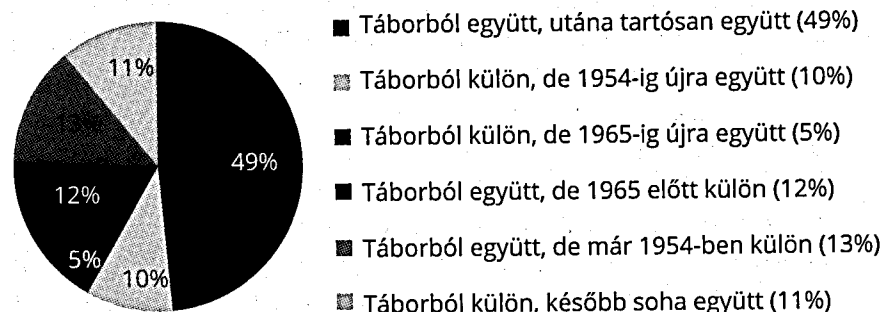 11%
13%
49%
12%
5%
10%
Táborból együtt, utána tartósan együtt (49%)
Táborból külön, de 1954-ig újra együtt (10%)
Táborból külön, de 1965-ig újra együtt (5%)
Táborból együtt, de 1965 előtt külön (12%)
Táborból együtt, de már 1954-ben külön (13%)
Táborból külön, később soha együtt (11%)